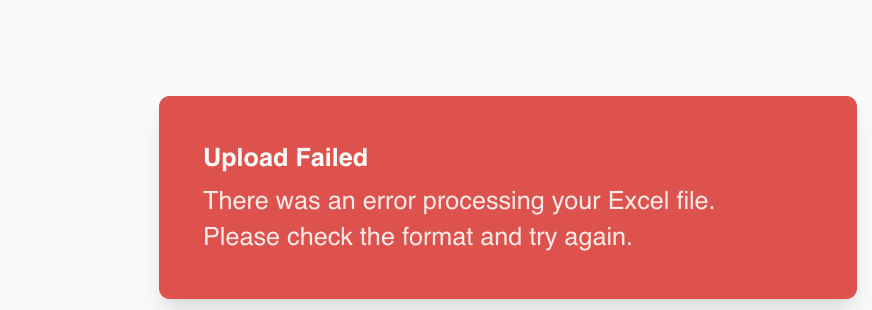 Upload Failed
There was an error processing your Excel file.
Please check the format and try again.